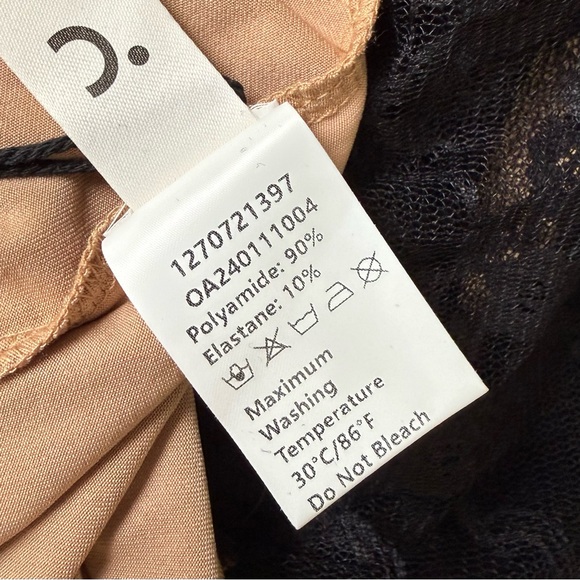 1270721397
OA240111004
Polyamide: 90%
Elastane: 10%
Maximum
Washing
Temperature
30°C/86°F
Do Not Bleach